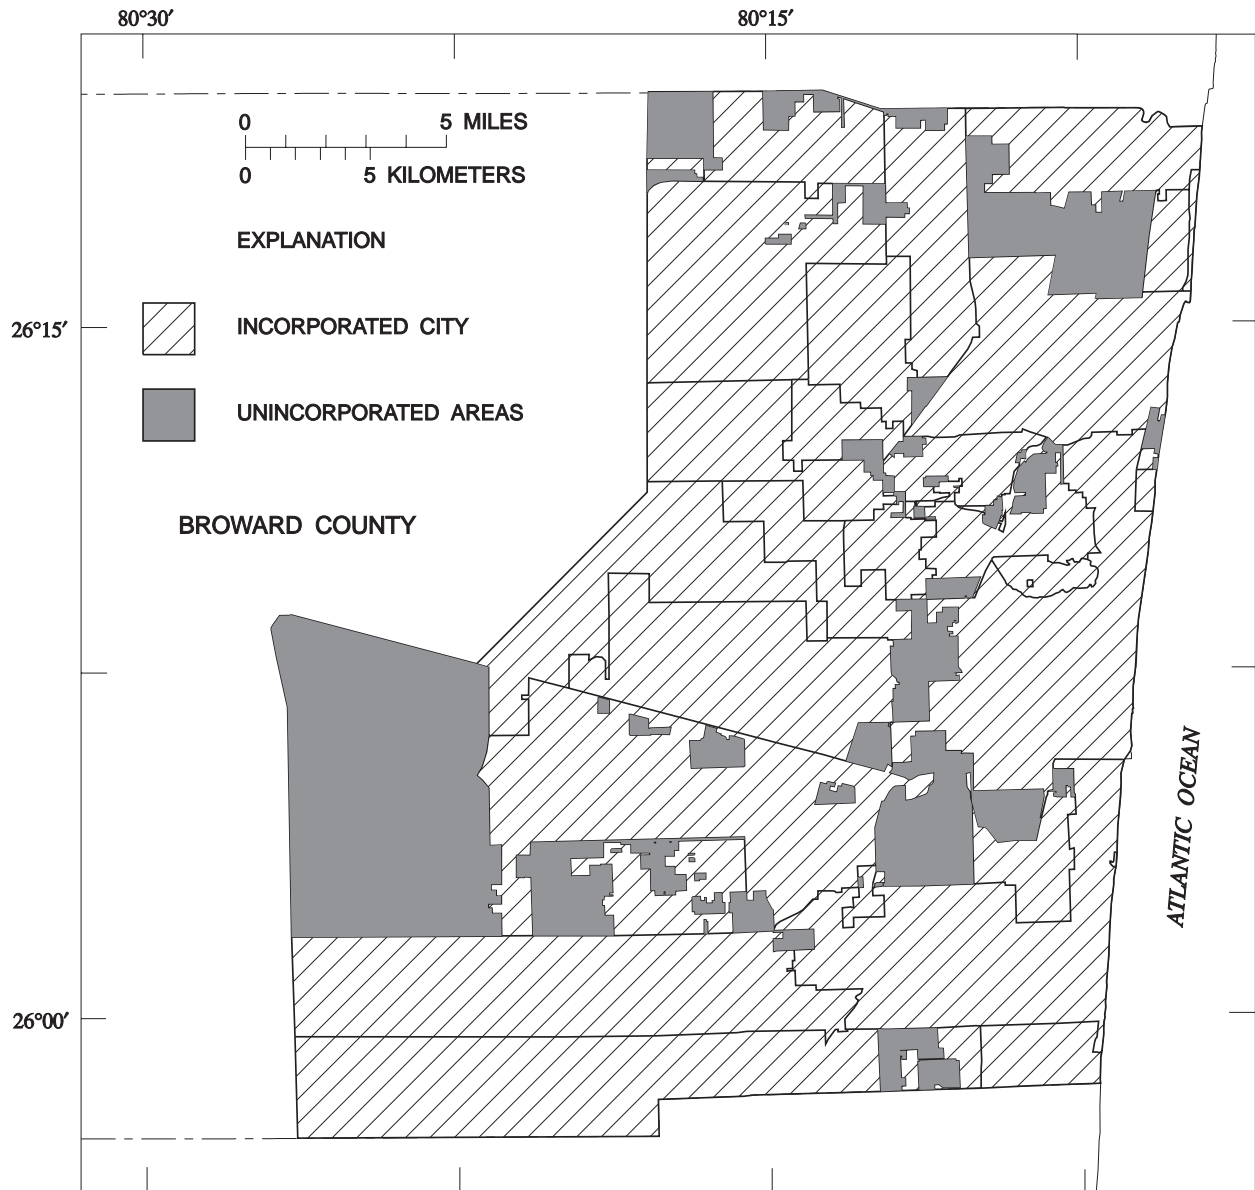 80°30′ 80°15′
0 5 MILES
0 5 KILOMETERS
EXPLANATION
26°15′
INCORPORATED CITY
UNINCORPORATED AREAS
BROWARD COUNTY
ATLANTIC OCEAN
26°00′